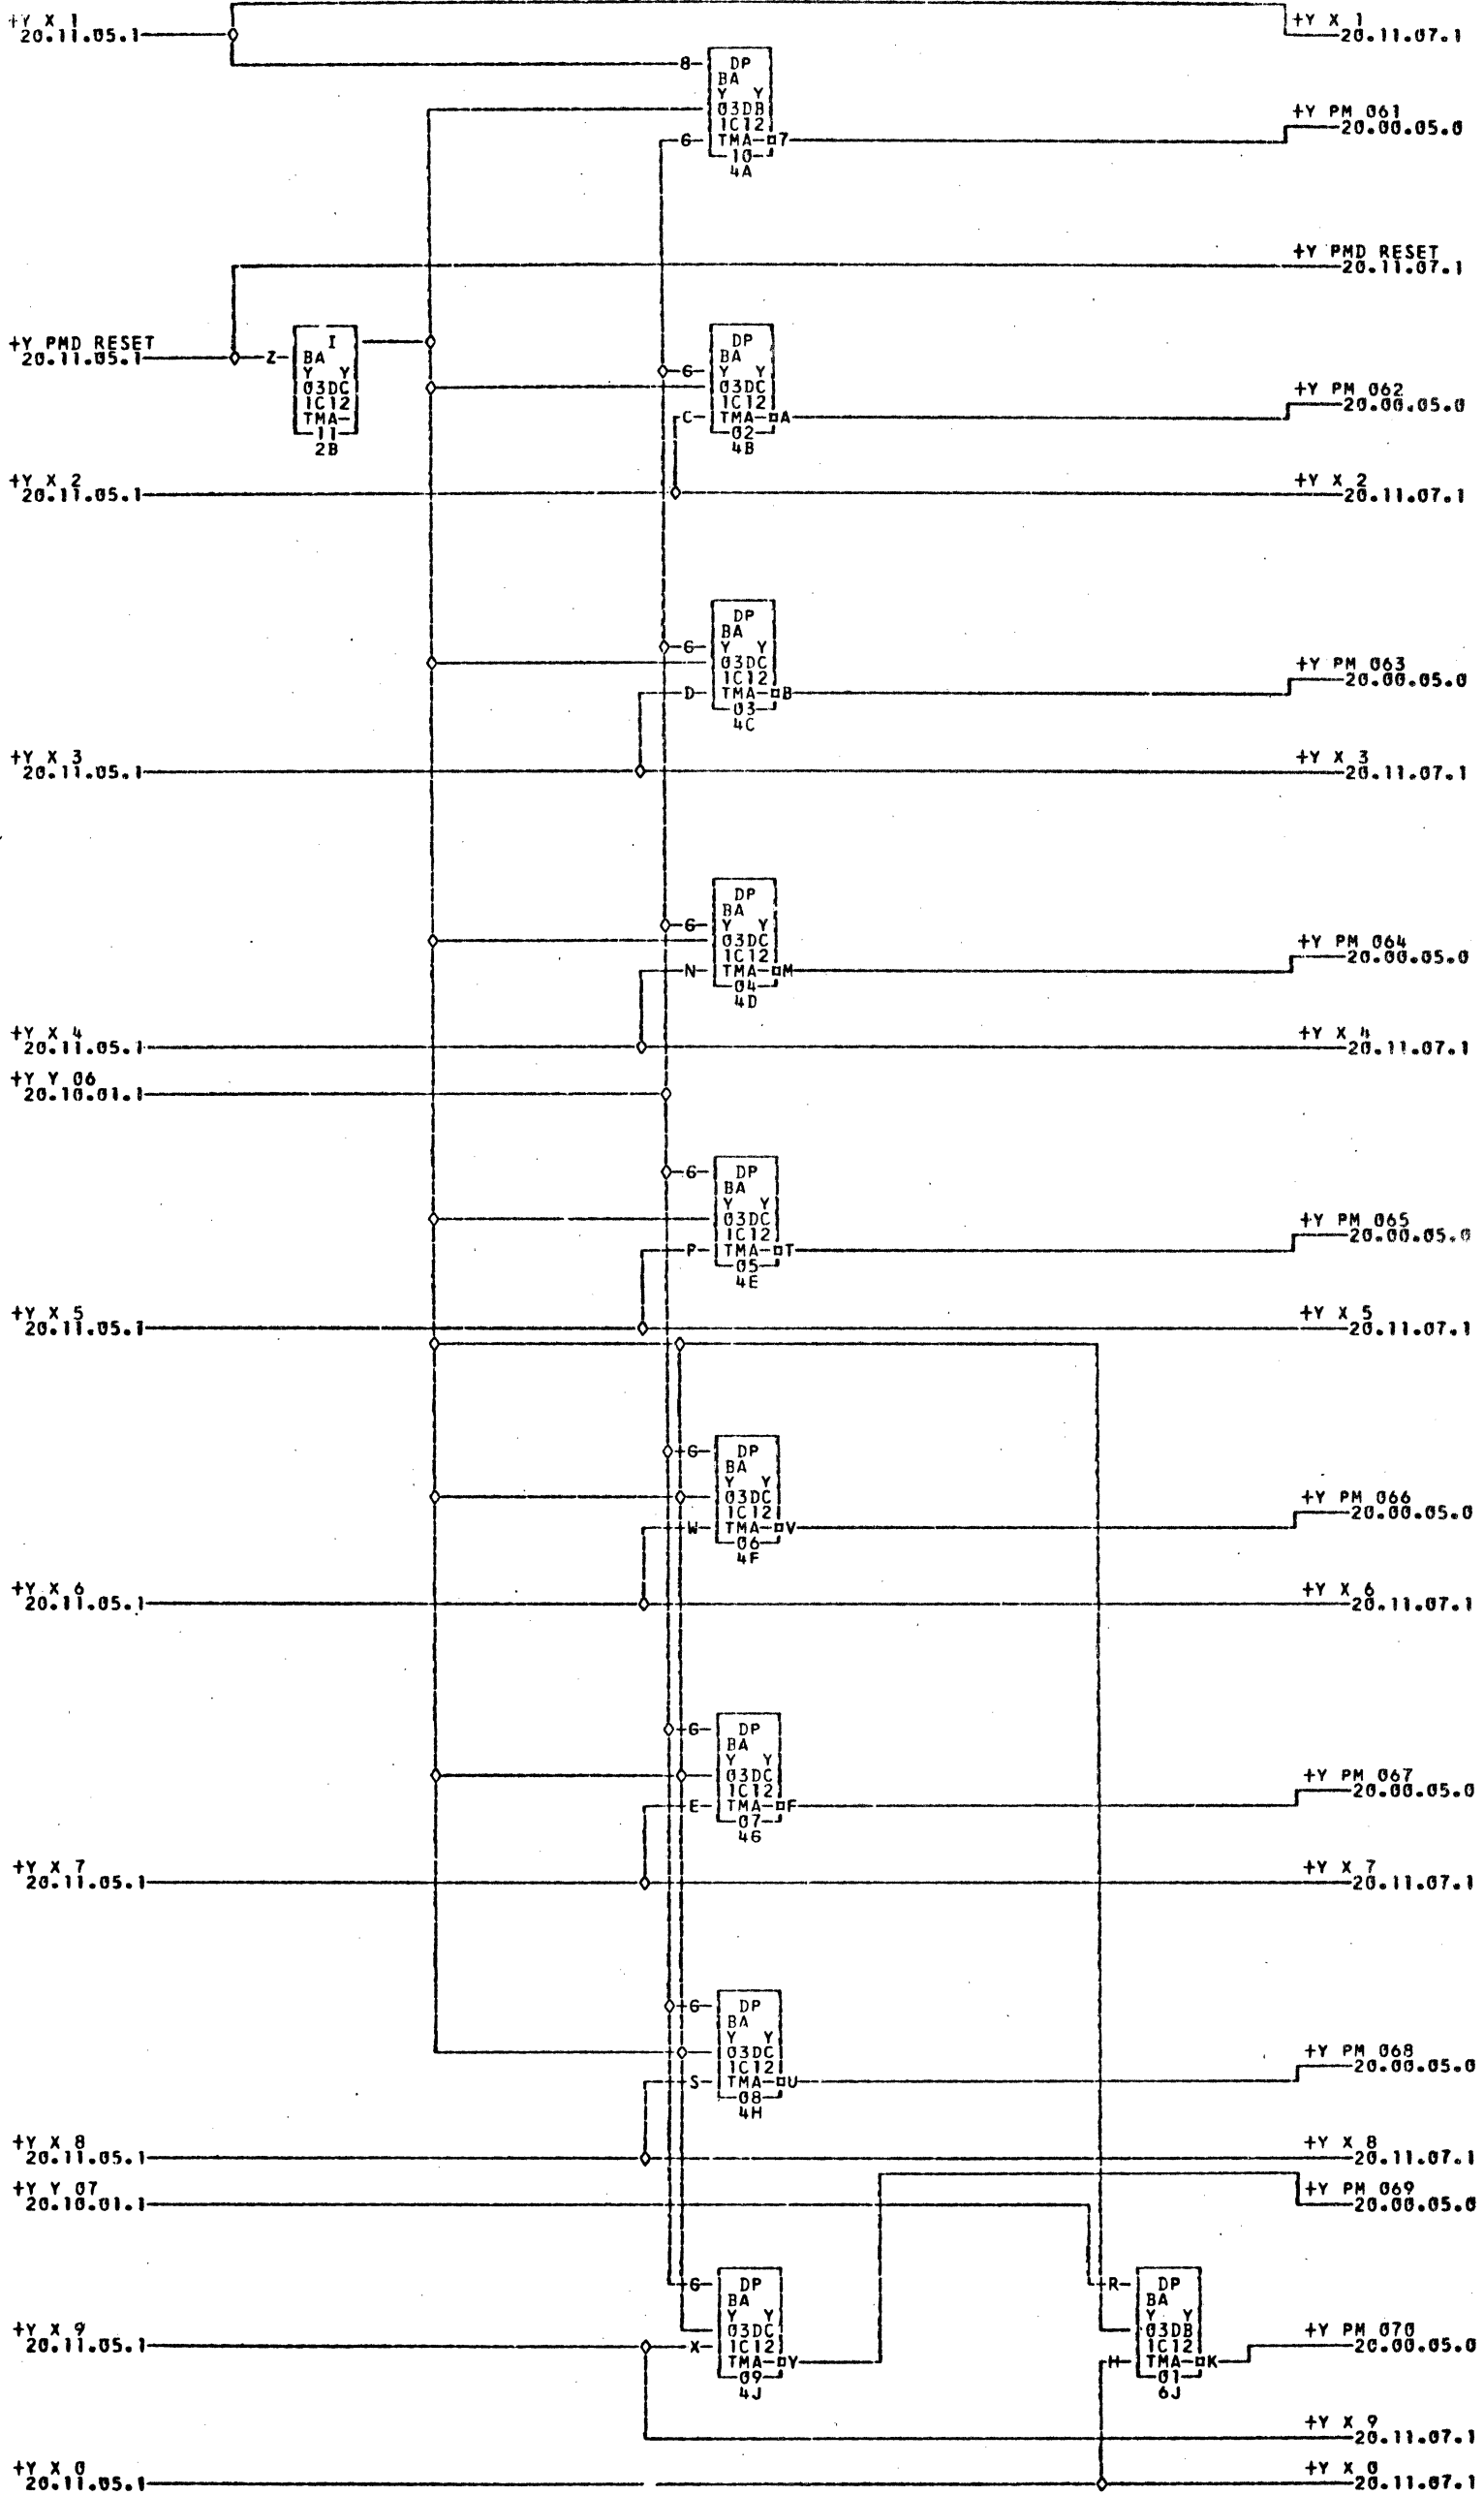 +Y X 1
20.11.05.1
+Y X 1
20.11.07.1
8
DP
BA
Y Y
03DB
1C12
6 TMA 7
10
4A
+Y PM 061
20.00.05.0
+Y PMD RESET
20.11.07.1
+Y PMD RESET
20.11.05.1
Z
I
BA
Y Y
03DC
1C12
TMA
11
2B
DP
BA
6 Y Y
03DC
1C12
C TMA A
02
4B
+Y PM 062
20.00.05.0
+Y X 2
20.11.05.1
+Y X 2
20.11.07.1
DP
BA
6 Y Y
03DC
1C12
D TMA B
03
4C
+Y PM 063
20.00.05.0
+Y X 3
20.11.05.1
+Y X 3
20.11.07.1
DP
BA
6 Y Y
03DC
1C12
N TMA M
04
4D
+Y PM 064
20.00.05.0
+Y X 4
20.11.05.1
+Y X 4
20.11.07.1
+Y Y 06
20.10.01.1
6 DP
BA
Y Y
03DC
1C12
P TMA T
05
4E
+Y PM 065
20.00.05.0
+Y X 5
20.11.05.1
+Y X 5
20.11.07.1
6 DP
BA
Y Y
03DC
1C12
W TMA V
06
4F
+Y PM 066
20.00.05.0
+Y X 6
20.11.05.1
+Y X 6
20.11.07.1
6 DP
BA
Y Y
03DC
1C12
E TMA F
07
4G
+Y PM 067
20.00.05.0
+Y X 7
20.11.05.1
+Y X 7
20.11.07.1
6 DP
BA
Y Y
03DC
1C12
S TMA U
08
4H
+Y PM 068
20.00.05.0
+Y X 8
20.11.05.1
+Y X 8
20.11.07.1
+Y Y 07
20.10.01.1
+Y PM 069
20.00.05.0
6 DP
BA
Y Y
03DC
X 1C12
TMA Y
09
4J
R DP
BA
Y Y
03DB
1C12
H TMA K
01
6J
+Y X 9
20.11.05.1
+Y PM 070
20.00.05.0
+Y X 9
20.11.07.1
+Y X 0
20.11.05.1
+Y X 0
20.11.07.1